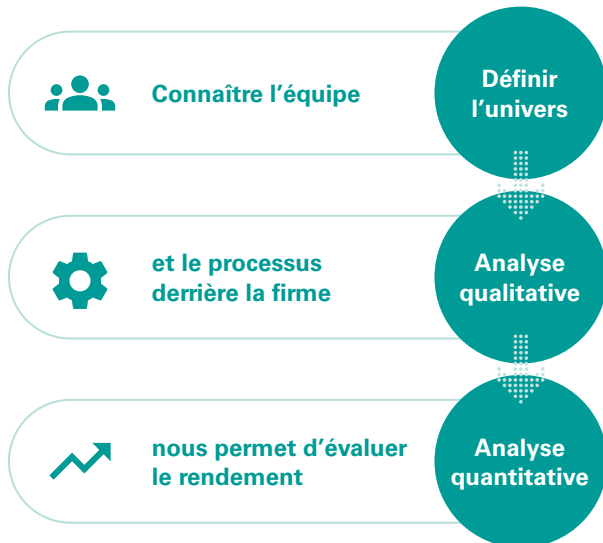 Connaître l’équipe
Définir
l’univers
et le processus
derrière la firme
Analyse
qualitative
nous permet d’évaluer
le rendement
Analyse
quantitative